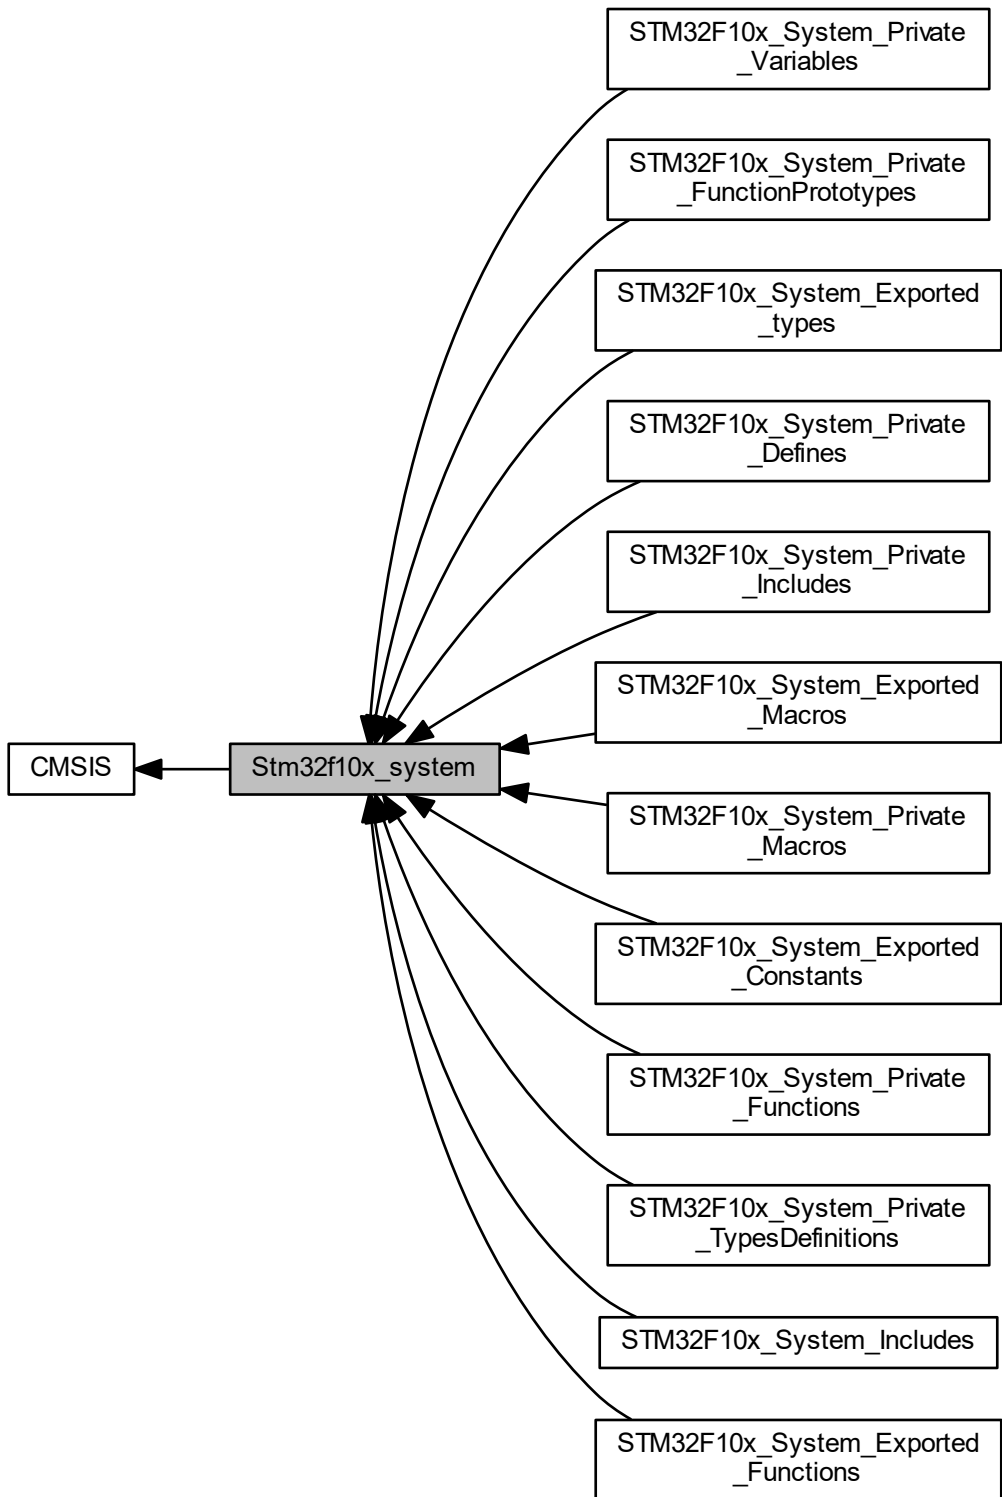 STM32F10x_System_Private
_Variables
STM32F10x_System_Private
_FunctionPrototypes
STM32F10x_System_Exported
_types
STM32F10x_System_Private
_Defines
STM32F10x_System_Private
_Includes
STM32F10x_System_Exported
_Macros
CMSIS
Stm32f10x_system
STM32F10x_System_Private
_Macros
STM32F10x_System_Exported
_Constants
STM32F10x_System_Private
_Functions
STM32F10x_System_Private
_TypesDefinitions
STM32F10x_System_Includes
STM32F10x_System_Exported
_Functions